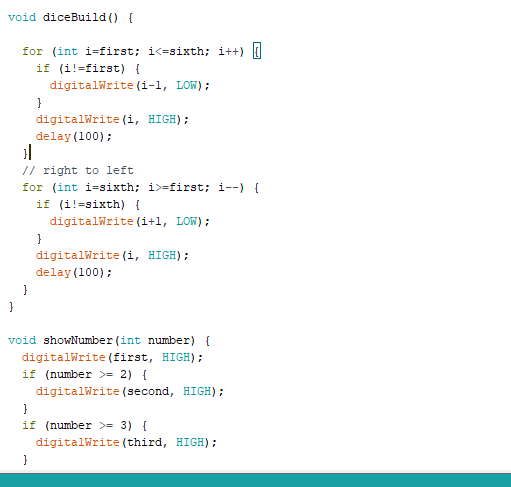 void diceBuild() {
for (int i=first; i<=sixth; i++) {
if (i!=first) {
digitalWrite(i-1, LOW);
}
digitalWrite(i, HIGH);
delay(100);
}
// right to left
for (int i=sixth; i>=first; i--) {
if (i!=sixth) {
digitalWrite(i+1, LOW);
}
digitalWrite(i, HIGH);
delay(100);
}
}
void showNumber(int number) {
digitalWrite(first, HIGH);
if (number >= 2) {
digitalWrite(second, HIGH);
}
if (number >= 3) {
digitalWrite(third, HIGH);
}